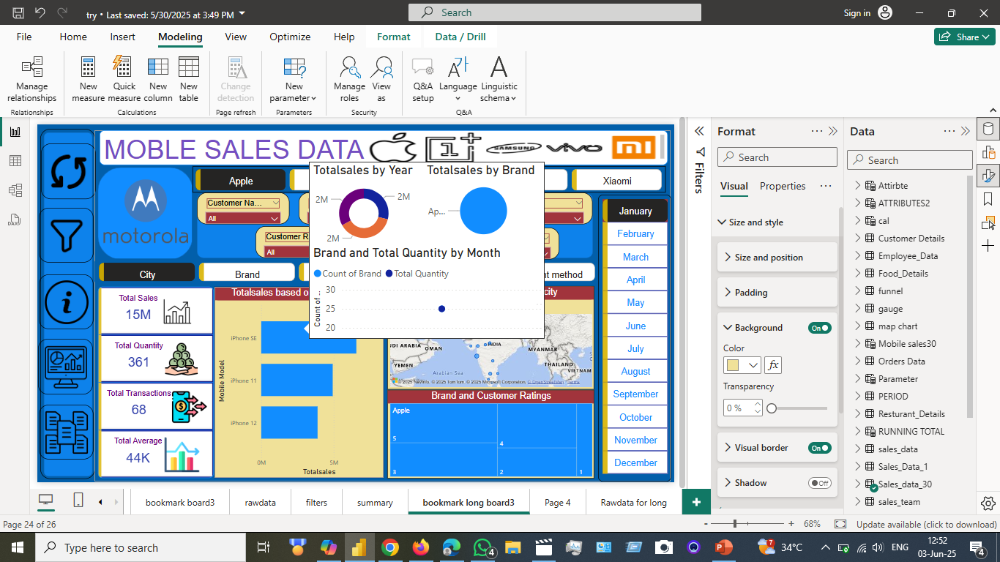 try • Last saved: 5/30/2025 at 3:49 PM
Search
Sign in
File
Home
Insert
Modeling
View
Optimize
Help
Format
Data / Drill
Share
Manage relationships
New measure
Quick measure
New column
New table
Change detection
New parameter
Manage roles
View as
Q&A setup
Language
Linguistic schema
Relationships
Calculations
Page refresh
Parameters
Security
Q&A
MOBLE SALES DATA
SAMSUNG
vivo
motorola
Apple
Xiaomi
Customer Na...
All
Customer R
All
City
Brand
nt method
Totalsales by Year
Totalsales by Brand
2M
2M
2M
Ap...
Brand and Total Quantity by Month
Count of Brand
Total Quantity
Count of ...
30
25
20
Total Sales
15M
Total Quantity
361
Total Transactions
68
Total Average
44K
Totalsales based o
city
Mobile Model
iPhone SE
iPhone 11
iPhone 12
0M
5M
Totalsales
OMAN
INDIA
YEMEN
Arabian Sea
MYANMAR
THAILAND
VIETNAM
© 2025 NavInfo, © 2025 TomTom, © 2025 Microsoft Corporation, © OpenStreetMap Terms
Brand and Customer Ratings
Apple
5
4
3
2
1
January
February
March
April
May
June
July
August
September
October
November
December
Filters
Format
Search
Visual
Properties
Size and style
Size and position
Padding
Background
On
Color
fx
Transparency
0 %
Visual border
On
Shadow
Off
Data
Search
Attirbte
ATTRIBUTES2
cal
Customer Details
Employee_Data
Food_Details
funnel
gauge
map chart
Mobile sales30
Orders Data
Parameter
PERIOD
Resturant_Details
RUNNING TOTAL
sales_data
Sales_Data_1
Sales_data_30
sales_team
bookmark board3
rawdata
filters
summary
bookmark long board3
Page 4
Rawdata for long
Page 24 of 26
68%
Update available (click to download)
Type here to search
4
7
34°C
ENG
12:52
03-Jun-25
4